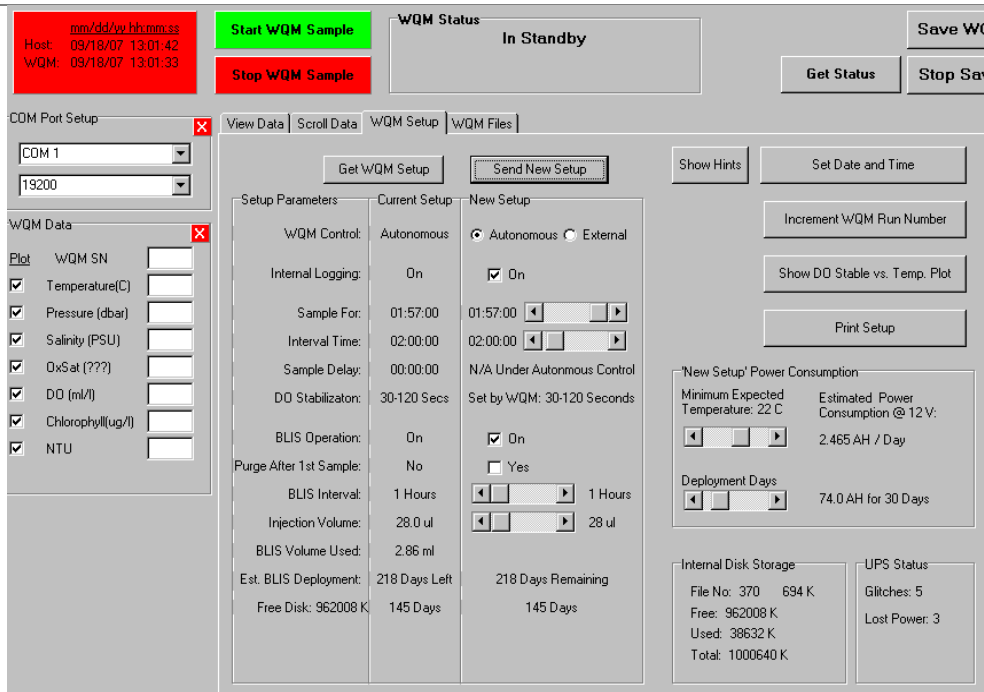 mm/dd/yy hh:mm:ss
Host: 09/18/07 13:01:42
WQM: 09/18/07 13:01:33
Start WQM Sample
Stop WQM Sample
WQM Status
In Standby
Save WQ
Get Status
Stop Sav
COM Port Setup
X
COM 1
19200
WQM Data
X
Plot WQM SN
Temperature(C)
Pressure (dbar)
Salinity (PSU)
OxSat (???)
DO (ml/l)
Chlorophyll(ug/l)
NTU
View Data Scroll Data WQM Setup WQM Files
Get WQM Setup Send New Setup
Setup Parameters Current Setup New Setup
WQM Control: Autonomous Autonomous External
Internal Logging: On On
Sample For: 01:57:00 01:57:00
Interval Time: 02:00:00 02:00:00
Sample Delay: 00:00:00 N/A Under Autonmous Control
DO Stabilizaton: 30-120 Secs Set by WQM: 30-120 Seconds
BLIS Operation: On On
Purge After 1st Sample: No Yes
BLIS Interval: 1 Hours 1 Hours
Injection Volume: 28.0 ul 28 ul
BLIS Volume Used: 2.86 ml
Est. BLIS Deployment: 218 Days Left 218 Days Remaining
Free Disk: 962008 K 145 Days 145 Days
Show Hints Set Date and Time
Increment WQM Run Number
Show DO Stable vs. Temp. Plot
Print Setup
'New Setup' Power Consumption
Minimum Expected
Temperature: 22 C
Estimated Power
Consumption @ 12 V:
2.465 AH / Day
Deployment Days
74.0 AH for 30 Days
Internal Disk Storage
File No: 370 694 K
Free: 962008 K
Used: 38632 K
Total: 1000640 K
UPS Status
Glitches: 5
Lost Power: 3